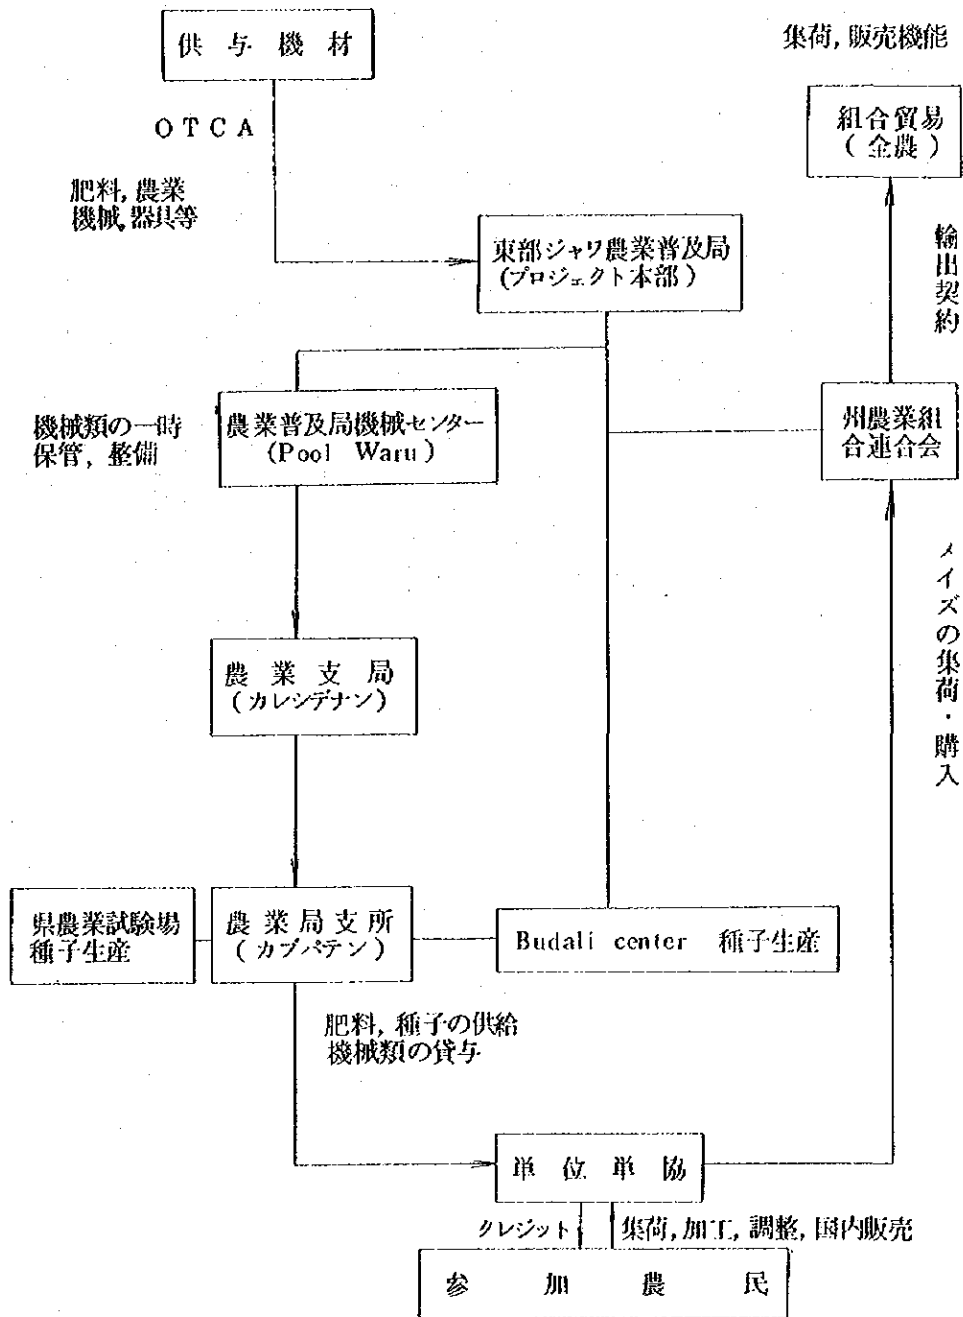 供与機材
集荷,販売機能
OTCA
組合貿易
(全農)
肥料,農業
機械,器具等
東部ジャワ農業普及局
(プロジェクト本部)
輸出契約
機械類の一時
保管,整備
農業普及局機械センター
(Pool Waru)
州農業組
合連合会
メイズの集荷・購入
農業支局
(カレシデナン)
県農業試験場
種子生産
農業局支所
(カブパテン)
Budali center 種子生産
肥料,種子の供給
機械類の貸与
単位単協
クレジット
集荷,加工,調整,国内販売
参加農民